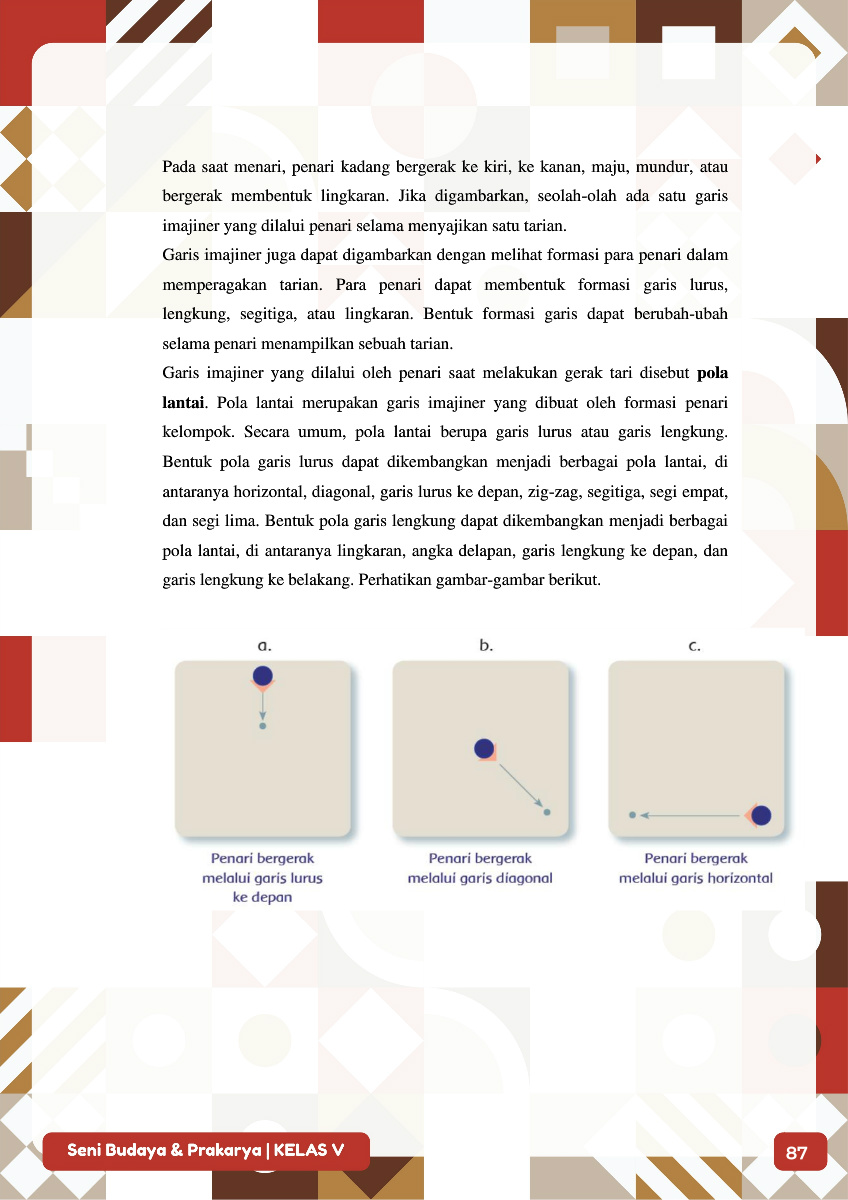 Pada saat menari, penari kadang bergerak ke kiri, ke kanan, maju, mundur, atau
bergerak membentuk lingkaran. Jika digambarkan, seolah-olah ada satu garis
imajiner yang dilalui penari selama menyajikan satu tarian.
Garis imajiner juga dapat digambarkan dengan melihat formasi para penari dalam
memperagakan tarian. Para penari dapat membentuk formasi garis lurus,
lengkung, segitiga, atau lingkaran. Bentuk formasi garis dapat berubah-ubah
selama penari menampilkan sebuah tarian.
Garis imajiner yang dilalui oleh penari saat melakukan gerak tari disebut pola
lantai. Pola lantai merupakan garis imajiner yang dibuat oleh formasi penari
kelompok. Secara umum, pola lantai berupa garis lurus atau garis lengkung.
Bentuk pola garis lurus dapat dikembangkan menjadi berbagai pola lantai, di
antaranya horizontal, diagonal, garis lurus ke depan, zig-zag, segitiga, segi empat,
dan segi lima. Bentuk pola garis lengkung dapat dikembangkan menjadi berbagai
pola lantai, di antaranya lingkaran, angka delapan, garis lengkung ke depan, dan
garis lengkung ke belakang. Perhatikan gambar-gambar berikut.
a.
Penari bergerak
melalui garis lurus
ke depan
b.
Penari bergerak
melalui garis diagonal
c.
Penari bergerak
melalui garis horizontal
Seni Budaya & Prakarya | KELAS V
87